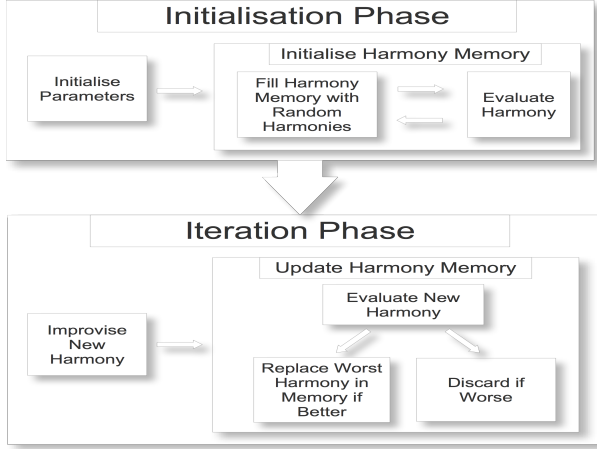 Initialisation Phase
Initialise Harmony Memory
Initialise
Parameters
Fill Harmony
Memory with
Random
Harmonies
Evaluate
Harmony
Iteration Phase
Update Harmony Memory
Improvise
New
Harmony
Evaluate New
Harmony
Replace Worst
Harmony in
Memory if
Better
Discard if
Worse